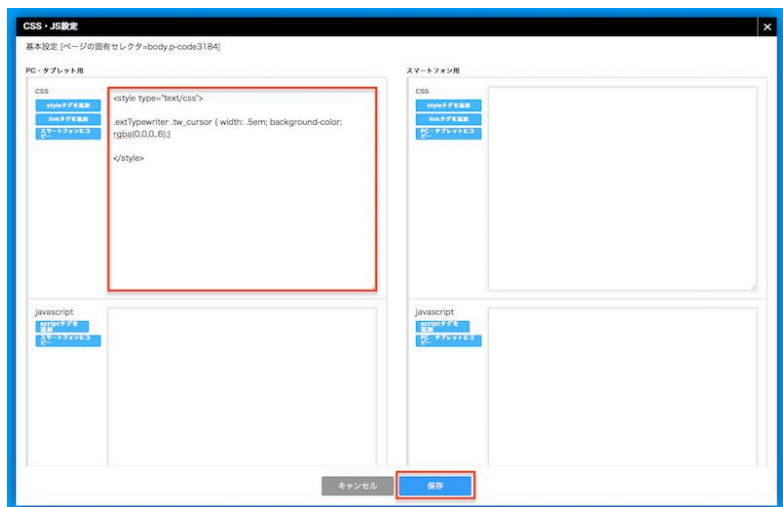 CSS・JS設定
×
基本設定 [ページの固有セレクタ=body.p-code3184]
PC・タブレット用
css
styleタグを追加
linkタグを追加
スマートフォンにコ
ピー
<style type="text/css">
.extTypewriter .tw_cursor { width: .5em; background-color:
rgba(0,0,0,.6);}
</style>
javascript
scriptタグを
追加
スマートフォンにコ
ピー
スマートフォン用
css
styleタグを追加
linkタグを追加
PC・タブレットにコ
ピー
javascript
scriptタグを
追加
PC・タブレットにコ
ピー
キャンセル
保存